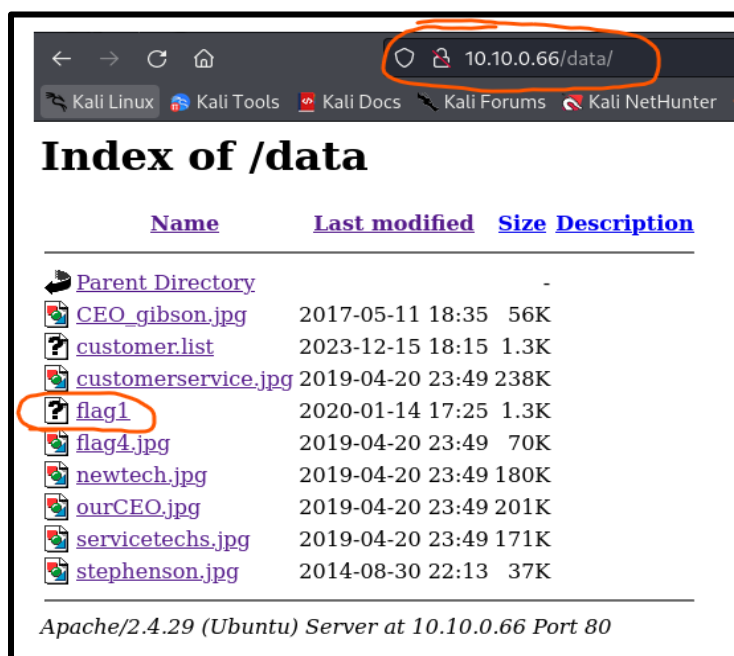 10.10.0.66/data/
Kali Linux Kali Tools Kali Docs Kali Forums Kali NetHunter
Index of /data
Name Last modified Size Description
Parent Directory -
CEO_gibson.jpg 2017-05-11 18:35 56K
customer.list 2023-12-15 18:15 1.3K
customerservice.jpg 2019-04-20 23:49 238K
flag1 2020-01-14 17:25 1.3K
flag4.jpg 2019-04-20 23:49 70K
newtech.jpg 2019-04-20 23:49 180K
ourCEO.jpg 2019-04-20 23:49 201K
servicetechs.jpg 2019-04-20 23:49 171K
stephenson.jpg 2014-08-30 22:13 37K
Apache/2.4.29 (Ubuntu) Server at 10.10.0.66 Port 80